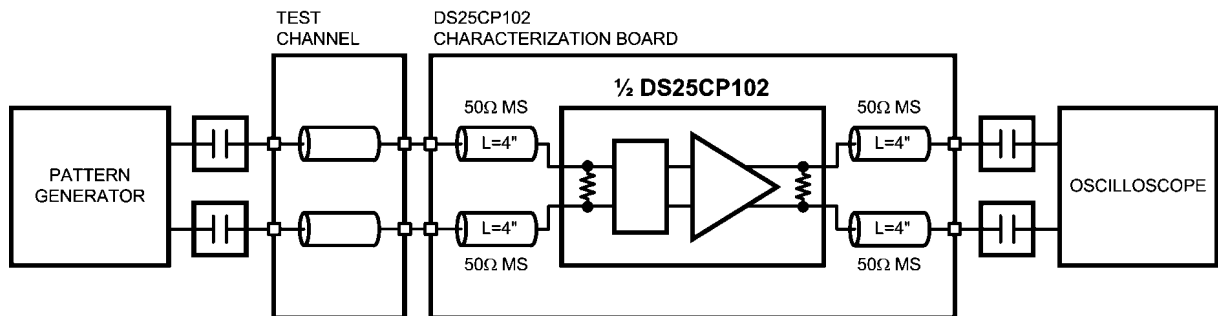 TEST
CHANNEL
DS25CP102
CHARACTERIZATION BOARD
½ DS25CP102
50Ω MS
50Ω MS
L=4"
L=4"
PATTERN
GENERATOR
OSCILLOSCOPE
L=4"
L=4"
50Ω MS
50Ω MS